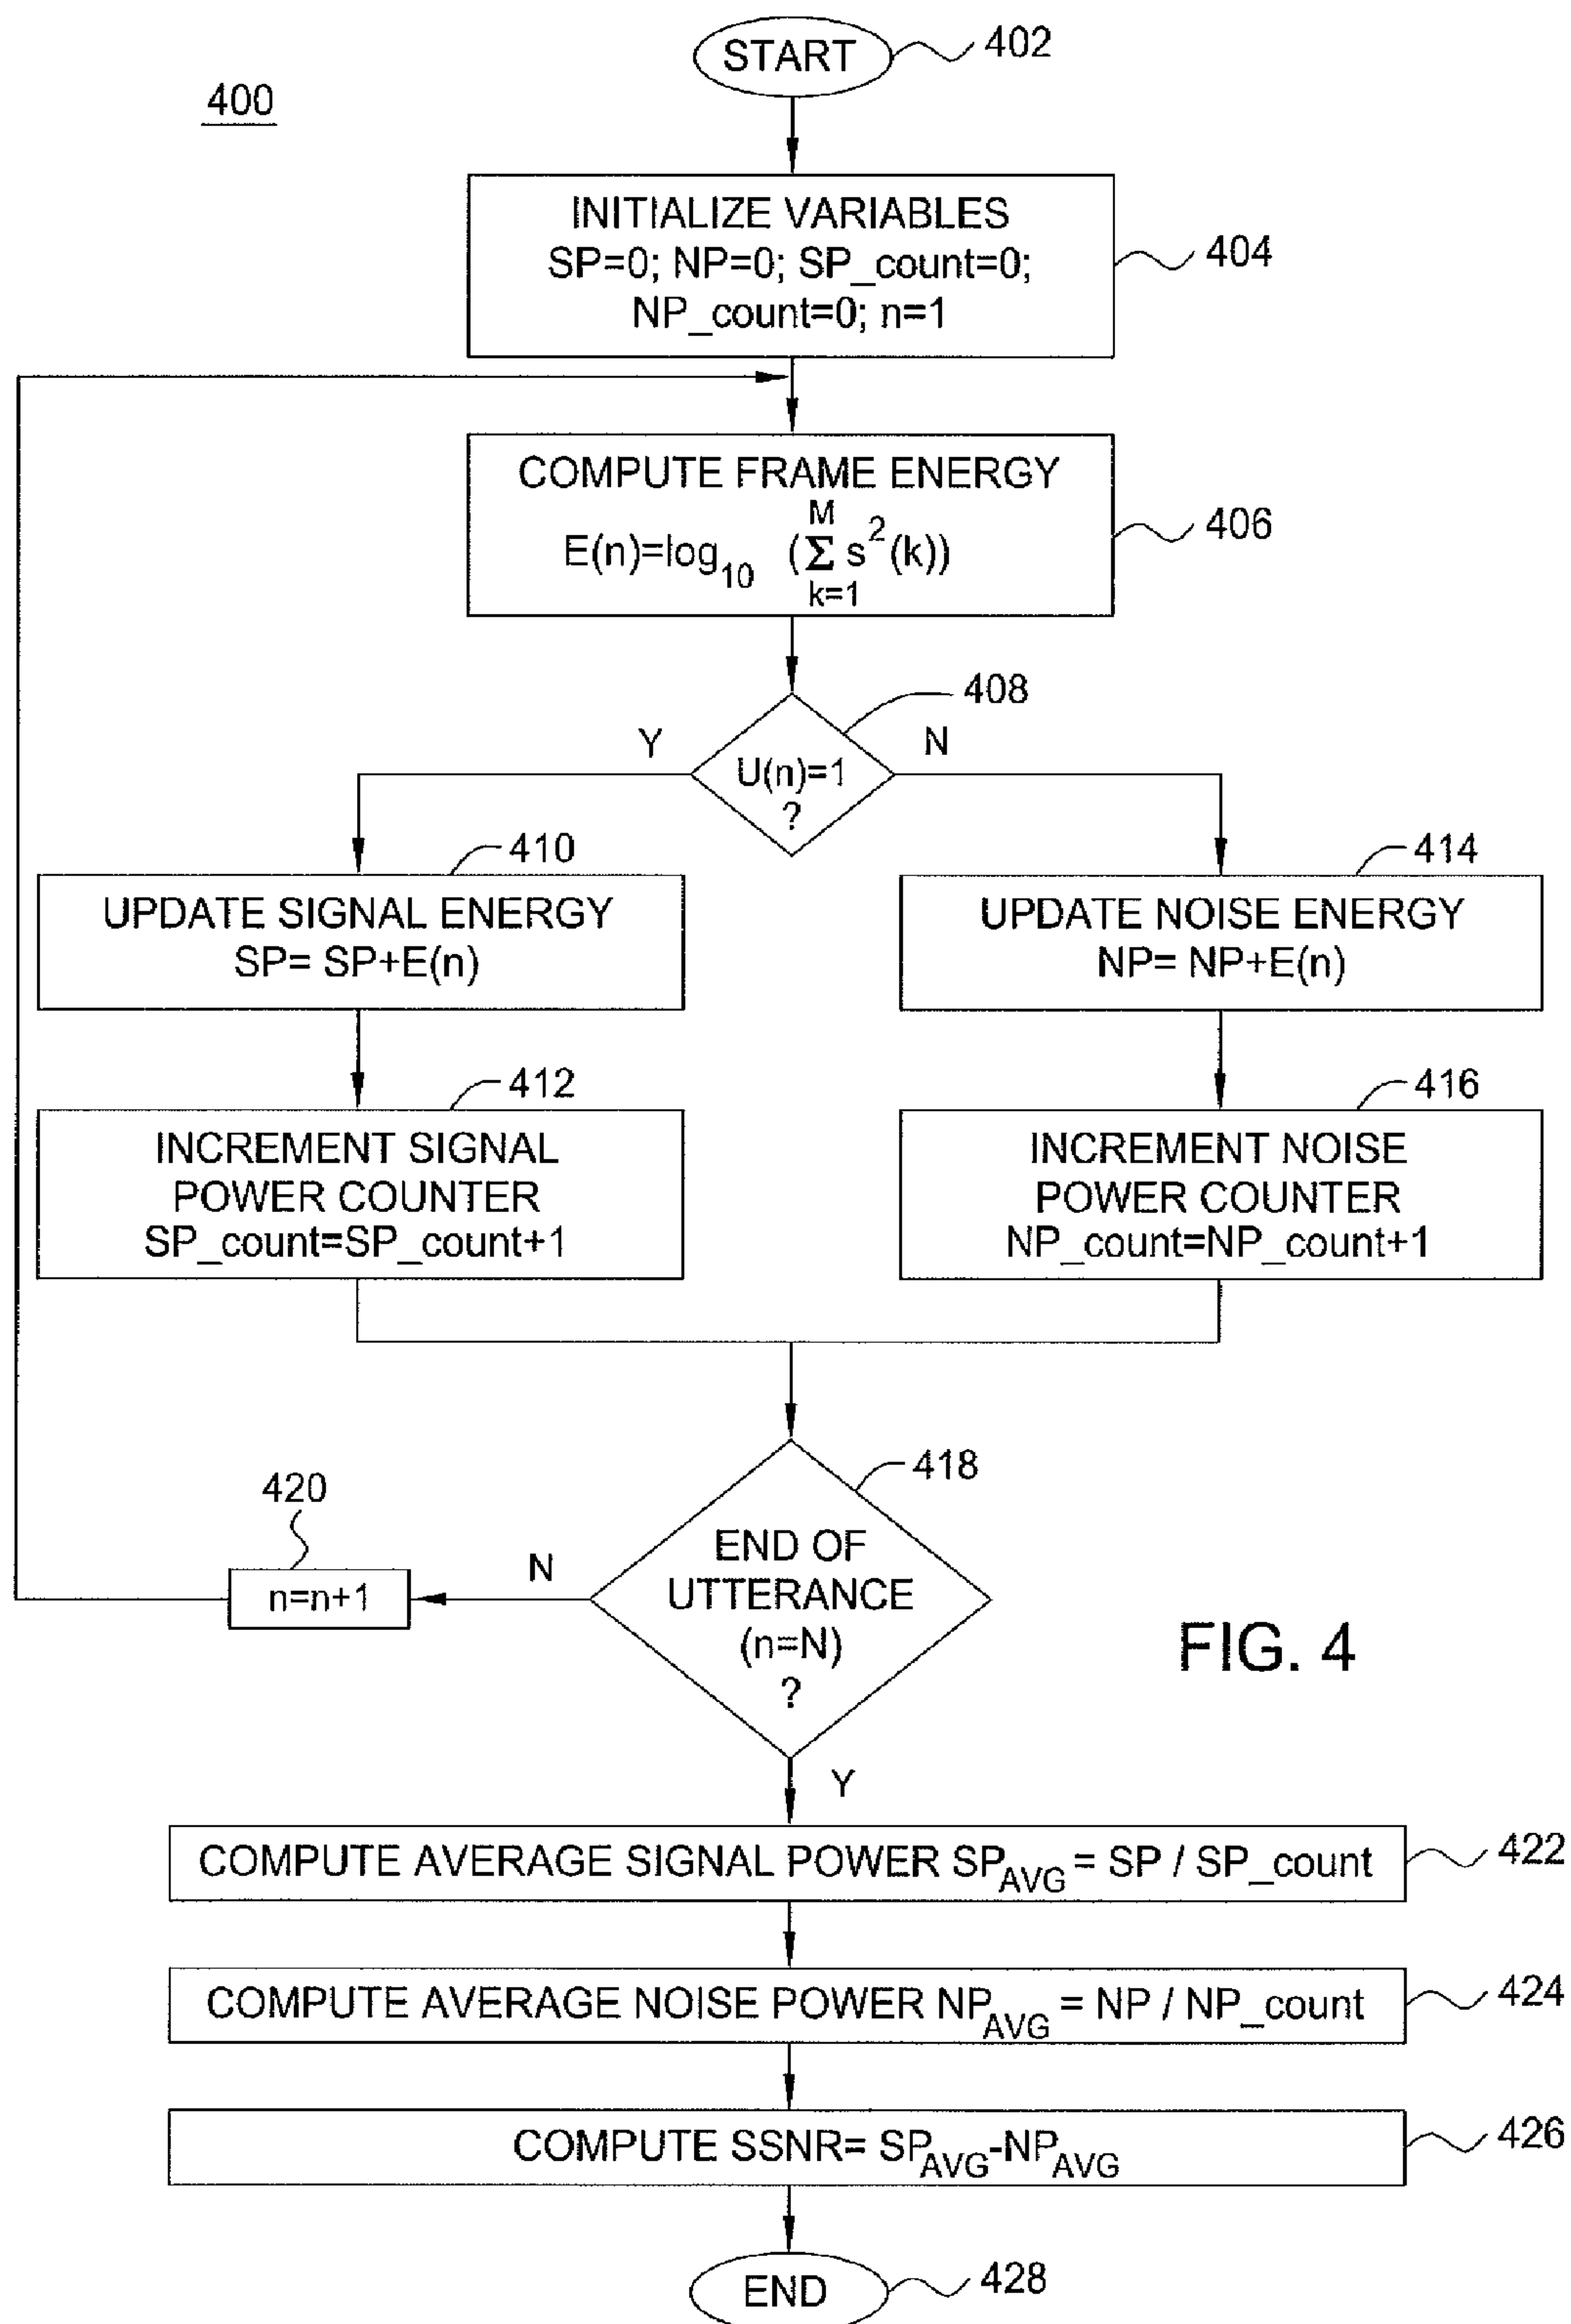 START
402
400
INITIALIZE VARIABLES
SP=0; NP=0; SP_count=0;
NP_count=0; n=1
404
COMPUTE FRAME ENERGY
M
E(n)=log10 (Σ s2(k))
k=1
406
408
Y
N
U(n)=1
?
410
414
UPDATE SIGNAL ENERGY
SP= SP+E(n)
UPDATE NOISE ENERGY
NP= NP+E(n)
412
416
INCREMENT SIGNAL
POWER COUNTER
SP_count=SP_count+1
INCREMENT NOISE
POWER COUNTER
NP_count=NP_count+1
418
420
END OF
UTTERANCE
(n=N)
?
N
n=n+1
FIG. 4
Y
COMPUTE AVERAGE SIGNAL POWER SPAVG = SP / SP_count
422
COMPUTE AVERAGE NOISE POWER NPAVG = NP / NP_count
424
COMPUTE SSNR= SPAVG-NPAVG
426
END
428